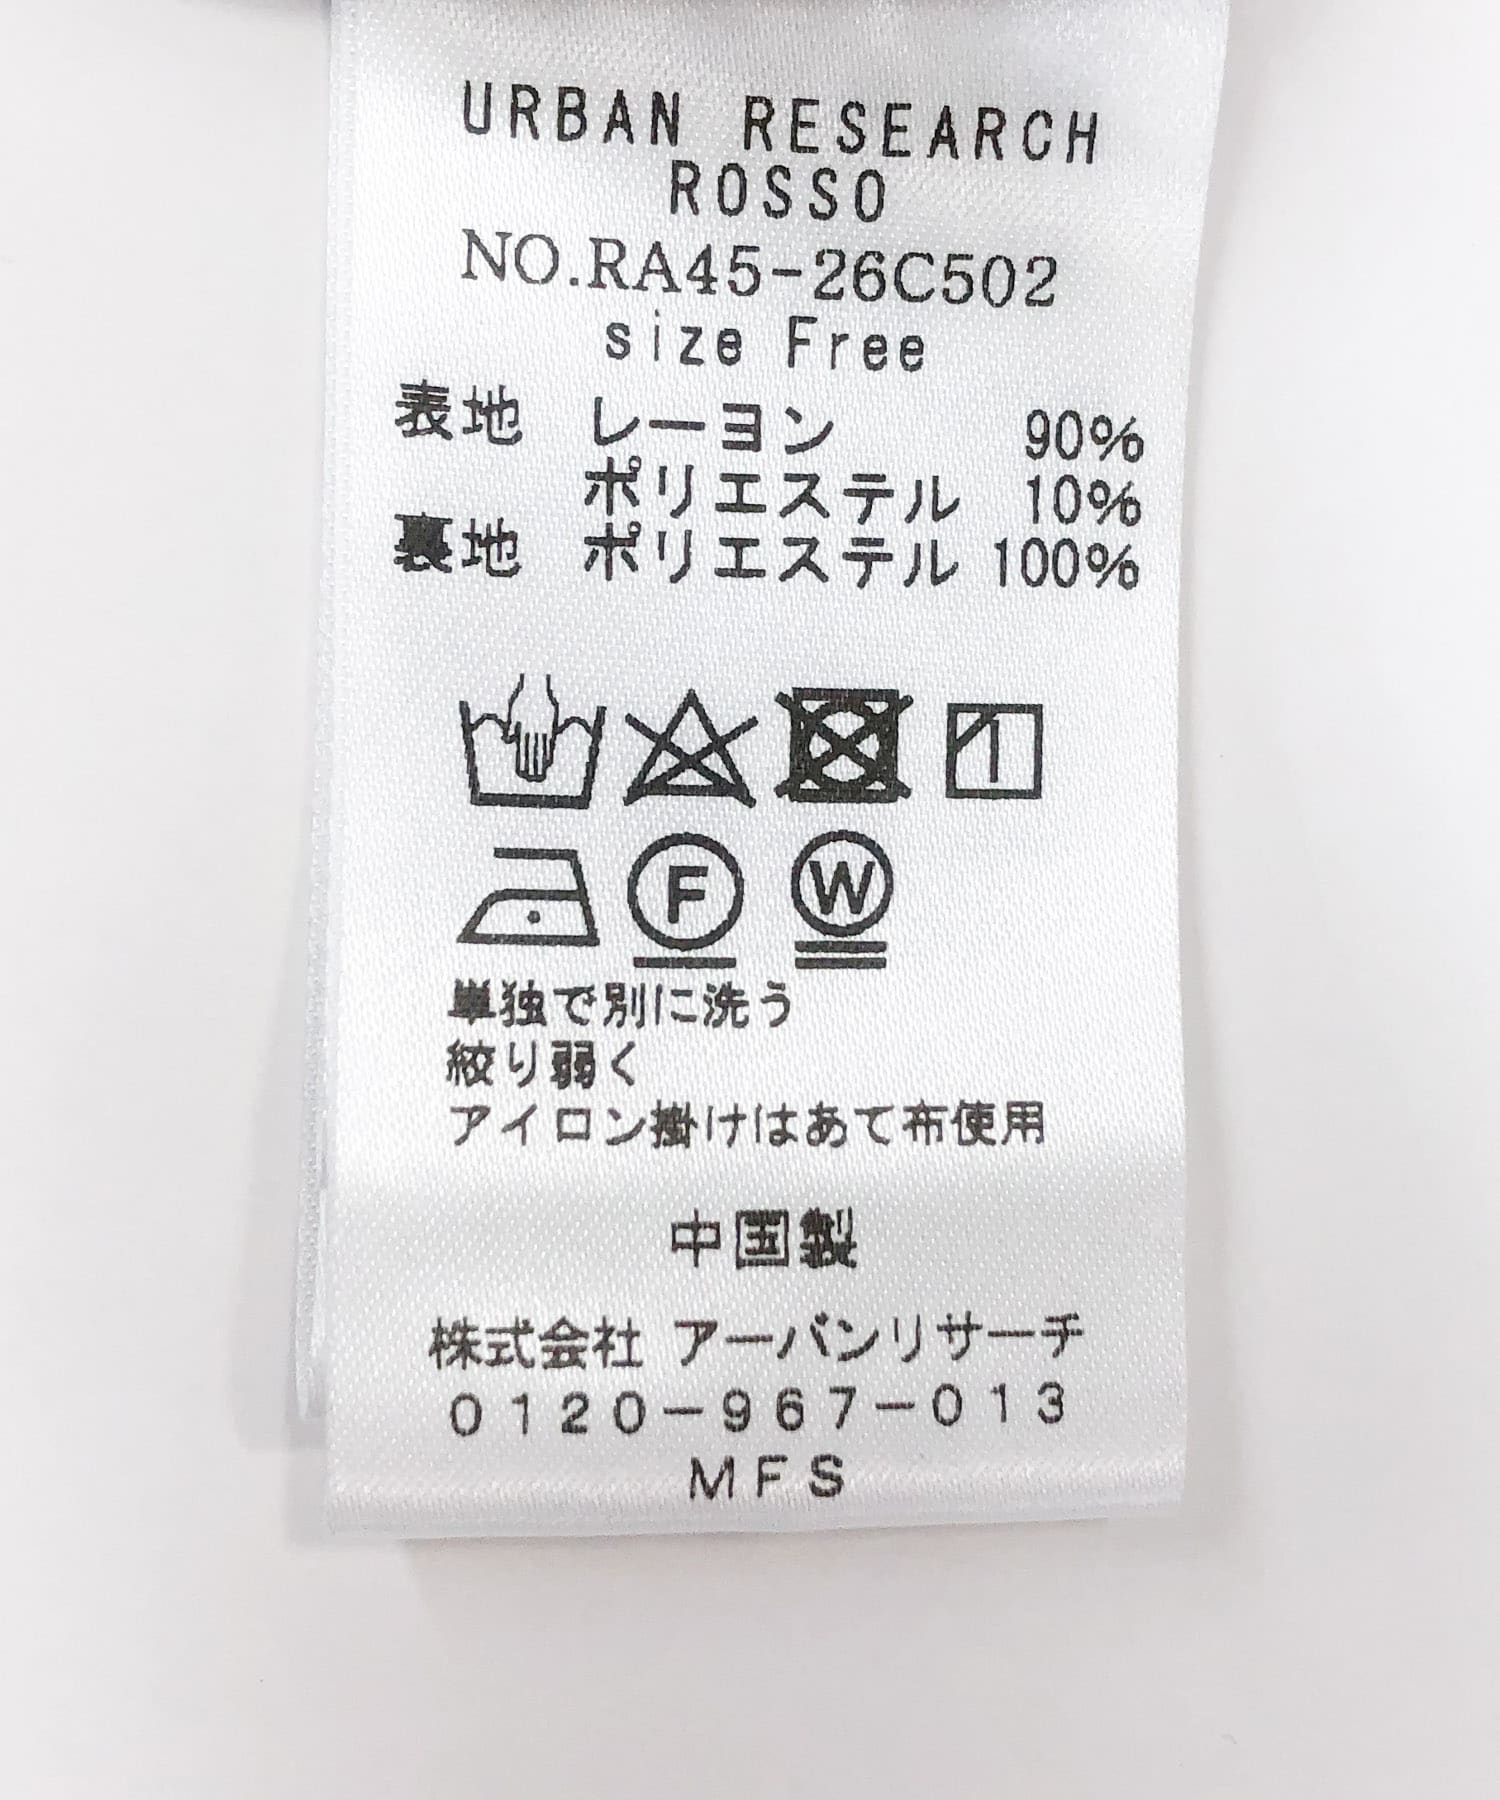 URBAN RESEARCH
ROSSO
NO.RA45-26C502
size Free
表地 レーヨン 90%
ポリエステル 10%
裏地 ポリエステル 100%
F W
単独で別に洗う
絞り弱く
アイロン掛けはあて布使用
中国製
株式会社 アーバンリサーチ
0120-967-013
MFS